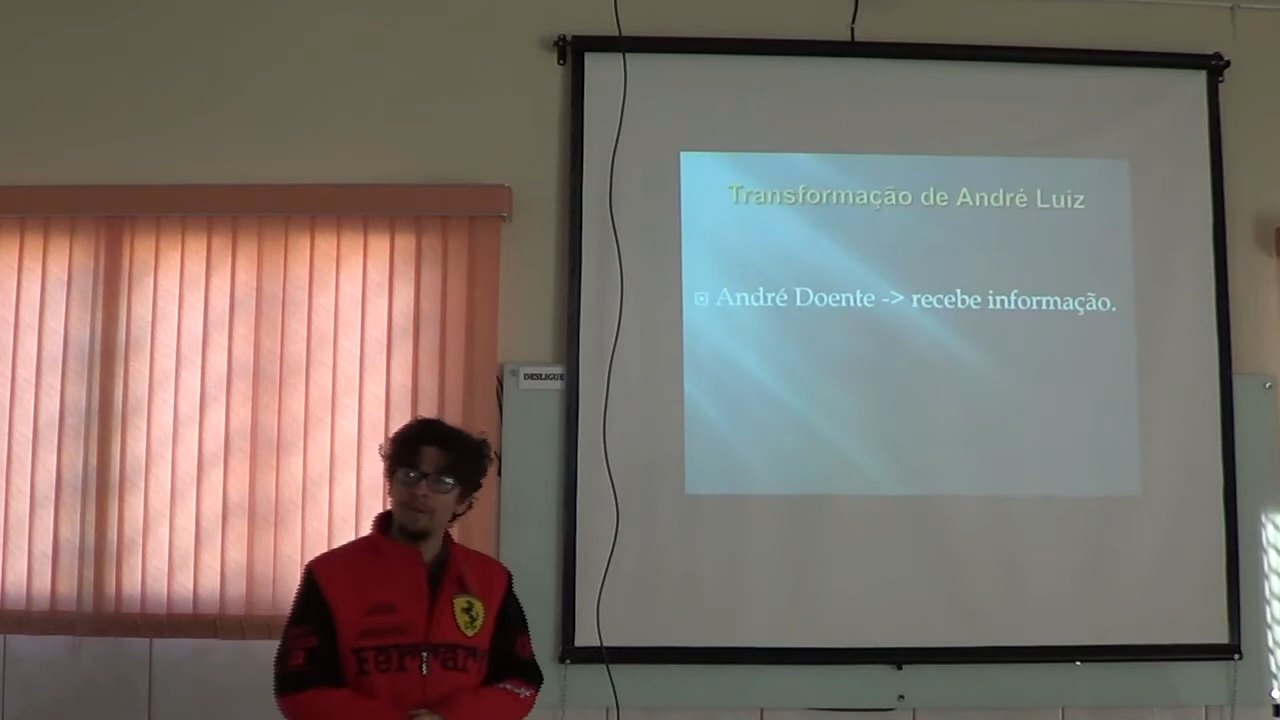 Transformação de André Luiz
André Doente -> recebe informação.
DESLIGUE
Ferrari